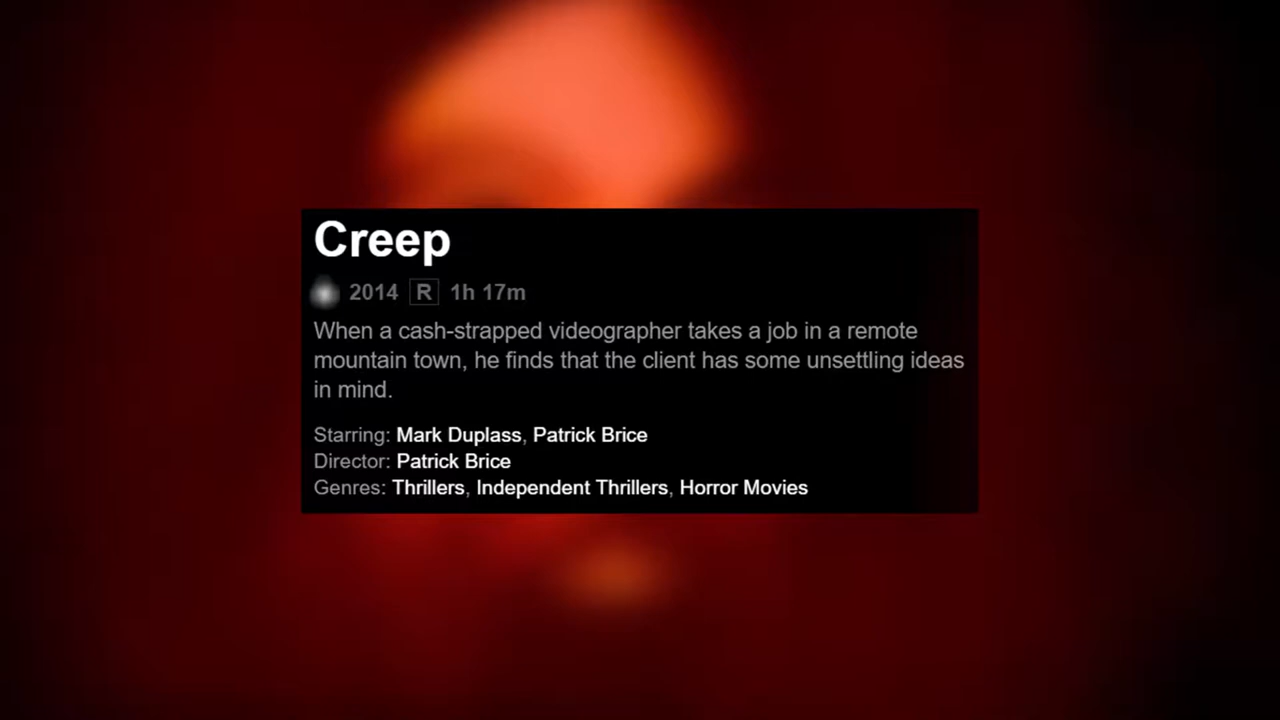 Creep
2014 R 1h 17m
When a cash-strapped videographer takes a job in a remote
mountain town, he finds that the client has some unsettling ideas
in mind.
Starring: Mark Duplass, Patrick Brice
Director: Patrick Brice
Genres: Thrillers, Independent Thrillers, Horror Movies